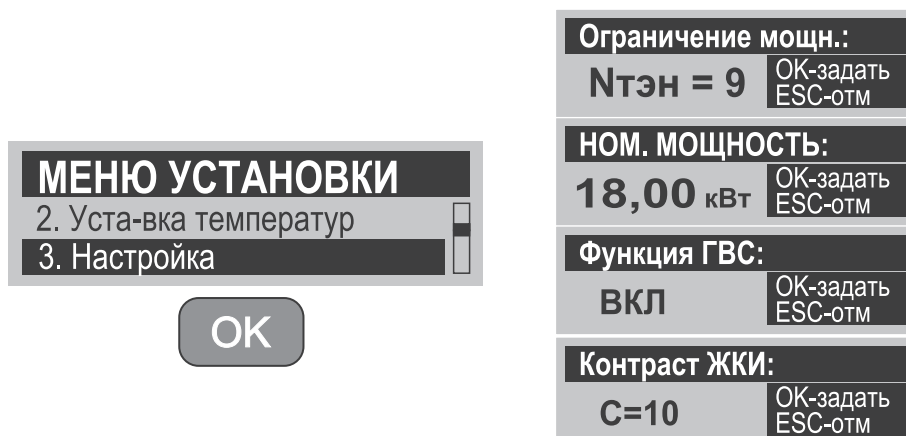 МЕНЮ УСТАНОВКИ
2. Уста-вка температур
3. Настройка
OK
Ограничение мощн.:
Nтэн = 9
OK-задать
ESC-отм
НОМ. МОЩНОСТЬ:
18,00 кВт
OK-задать
ESC-отм
Функция ГВС:
ВКЛ
OK-задать
ESC-отм
Контраст ЖКИ:
C=10
OK-задать
ESC-отм